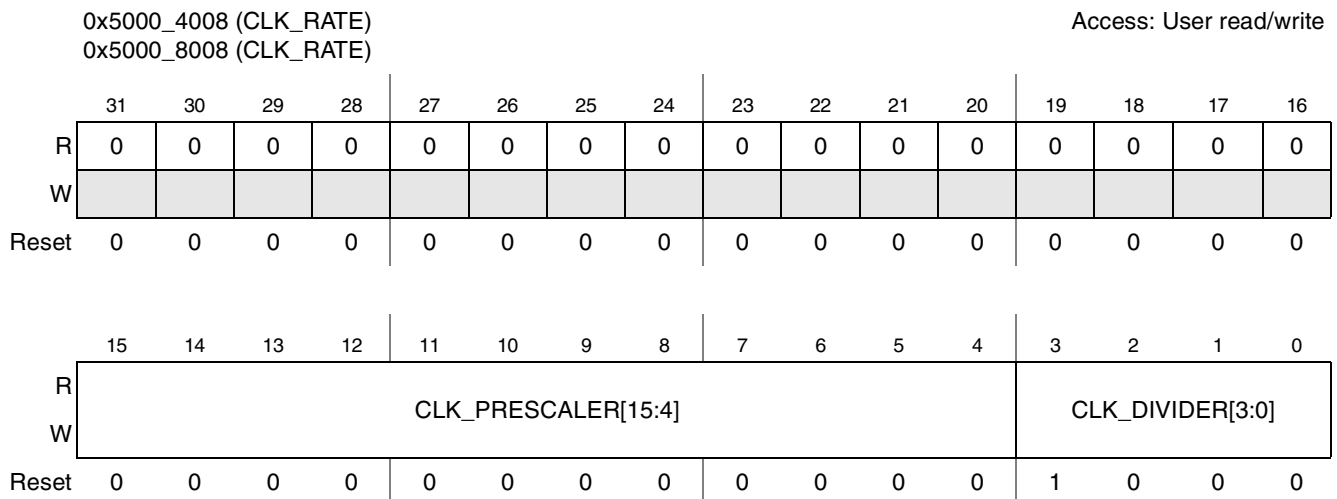 0x5000_4008 (CLK_RATE) Access: User read/write
0x5000_8008 (CLK_RATE)
31 30 29 28 27 26 25 24 23 22 21 20 19 18 17 16
R 0 0 0 0 0 0 0 0 0 0 0 0 0 0 0 0
W
Reset 0 0 0 0 0 0 0 0 0 0 0 0 0 0 0 0
15 14 13 12 11 10 9 8 7 6 5 4 3 2 1 0
R
CLK_PRESCALER[15:4] CLK_DIVIDER[3:0]
W
Reset 0 0 0 0 0 0 0 0 0 0 0 0 1 0 0 0